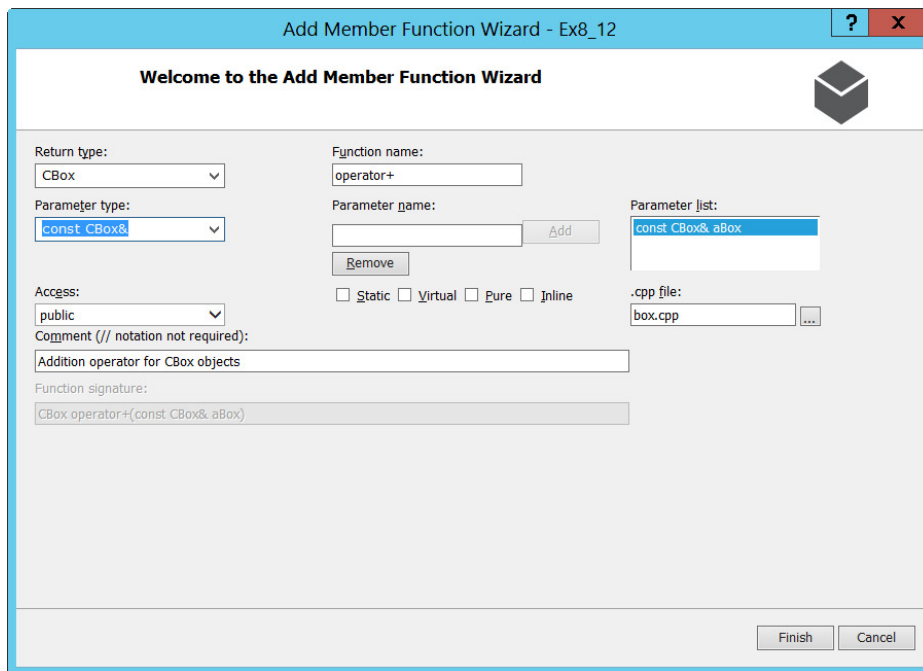 Add Member Function Wizard - Ex8_12
? X
Welcome to the Add Member Function Wizard
Return type: Function name:
CBox operator+
Parameter type: Parameter name: Parameter list:
const CBox& Add const CBox& aBox
Remove
Access: Static Virtual Pure Inline .cpp file:
public box.cpp ...
Comment (// notation not required):
Addition operator for CBox objects
Function signature:
CBox operator+(const CBox& aBox)
Finish Cancel